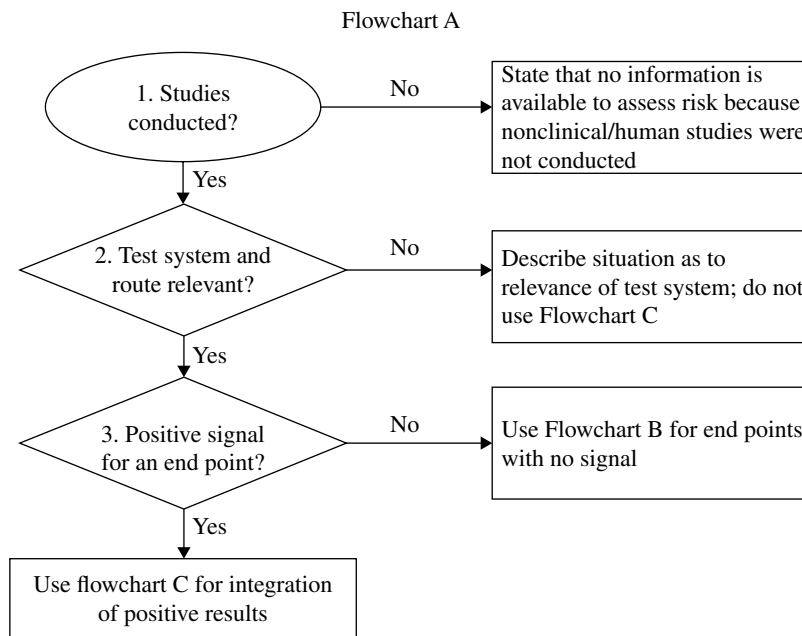 Flowchart A
1. Studies
conducted?
No
State that no information is
available to assess risk because
nonclinical/human studies were
not conducted
Yes
2. Test system and
route relevant?
No
Describe situation as to
relevance of test system; do not
use Flowchart C
Yes
3. Positive signal
for an end point?
No
Use Flowchart B for end points
with no signal
Yes
Use flowchart C for integration
of positive results